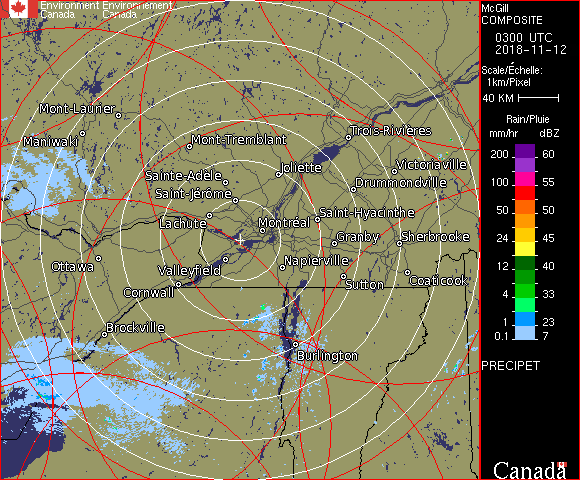 Environment Environnement
Canada Canada
McGill
COMPOSITE
0300 UTC
2018-11-12
Scale/Échelle:
1km/Pixel
40 KM
Rain/Pluie
mm/hr dBZ
200 60
100 55
50 50
24 45
12 40
4 33
1 23
0.1 7
PRECIPET
Canada
Mont-Laurier
Maniwaki
Mont-Tremblant
Trois-Rivières
Sainte-Adèle
Joliette
Victoriaville
Saint-Jérôme
Drummondville
Lachute
Montréal
Saint-Hyacinthe
Granby
Sherbrooke
Ottawa
Valleyfield
Napierville
Cornwall
Sutton
Coaticook
Brockville
Burlington